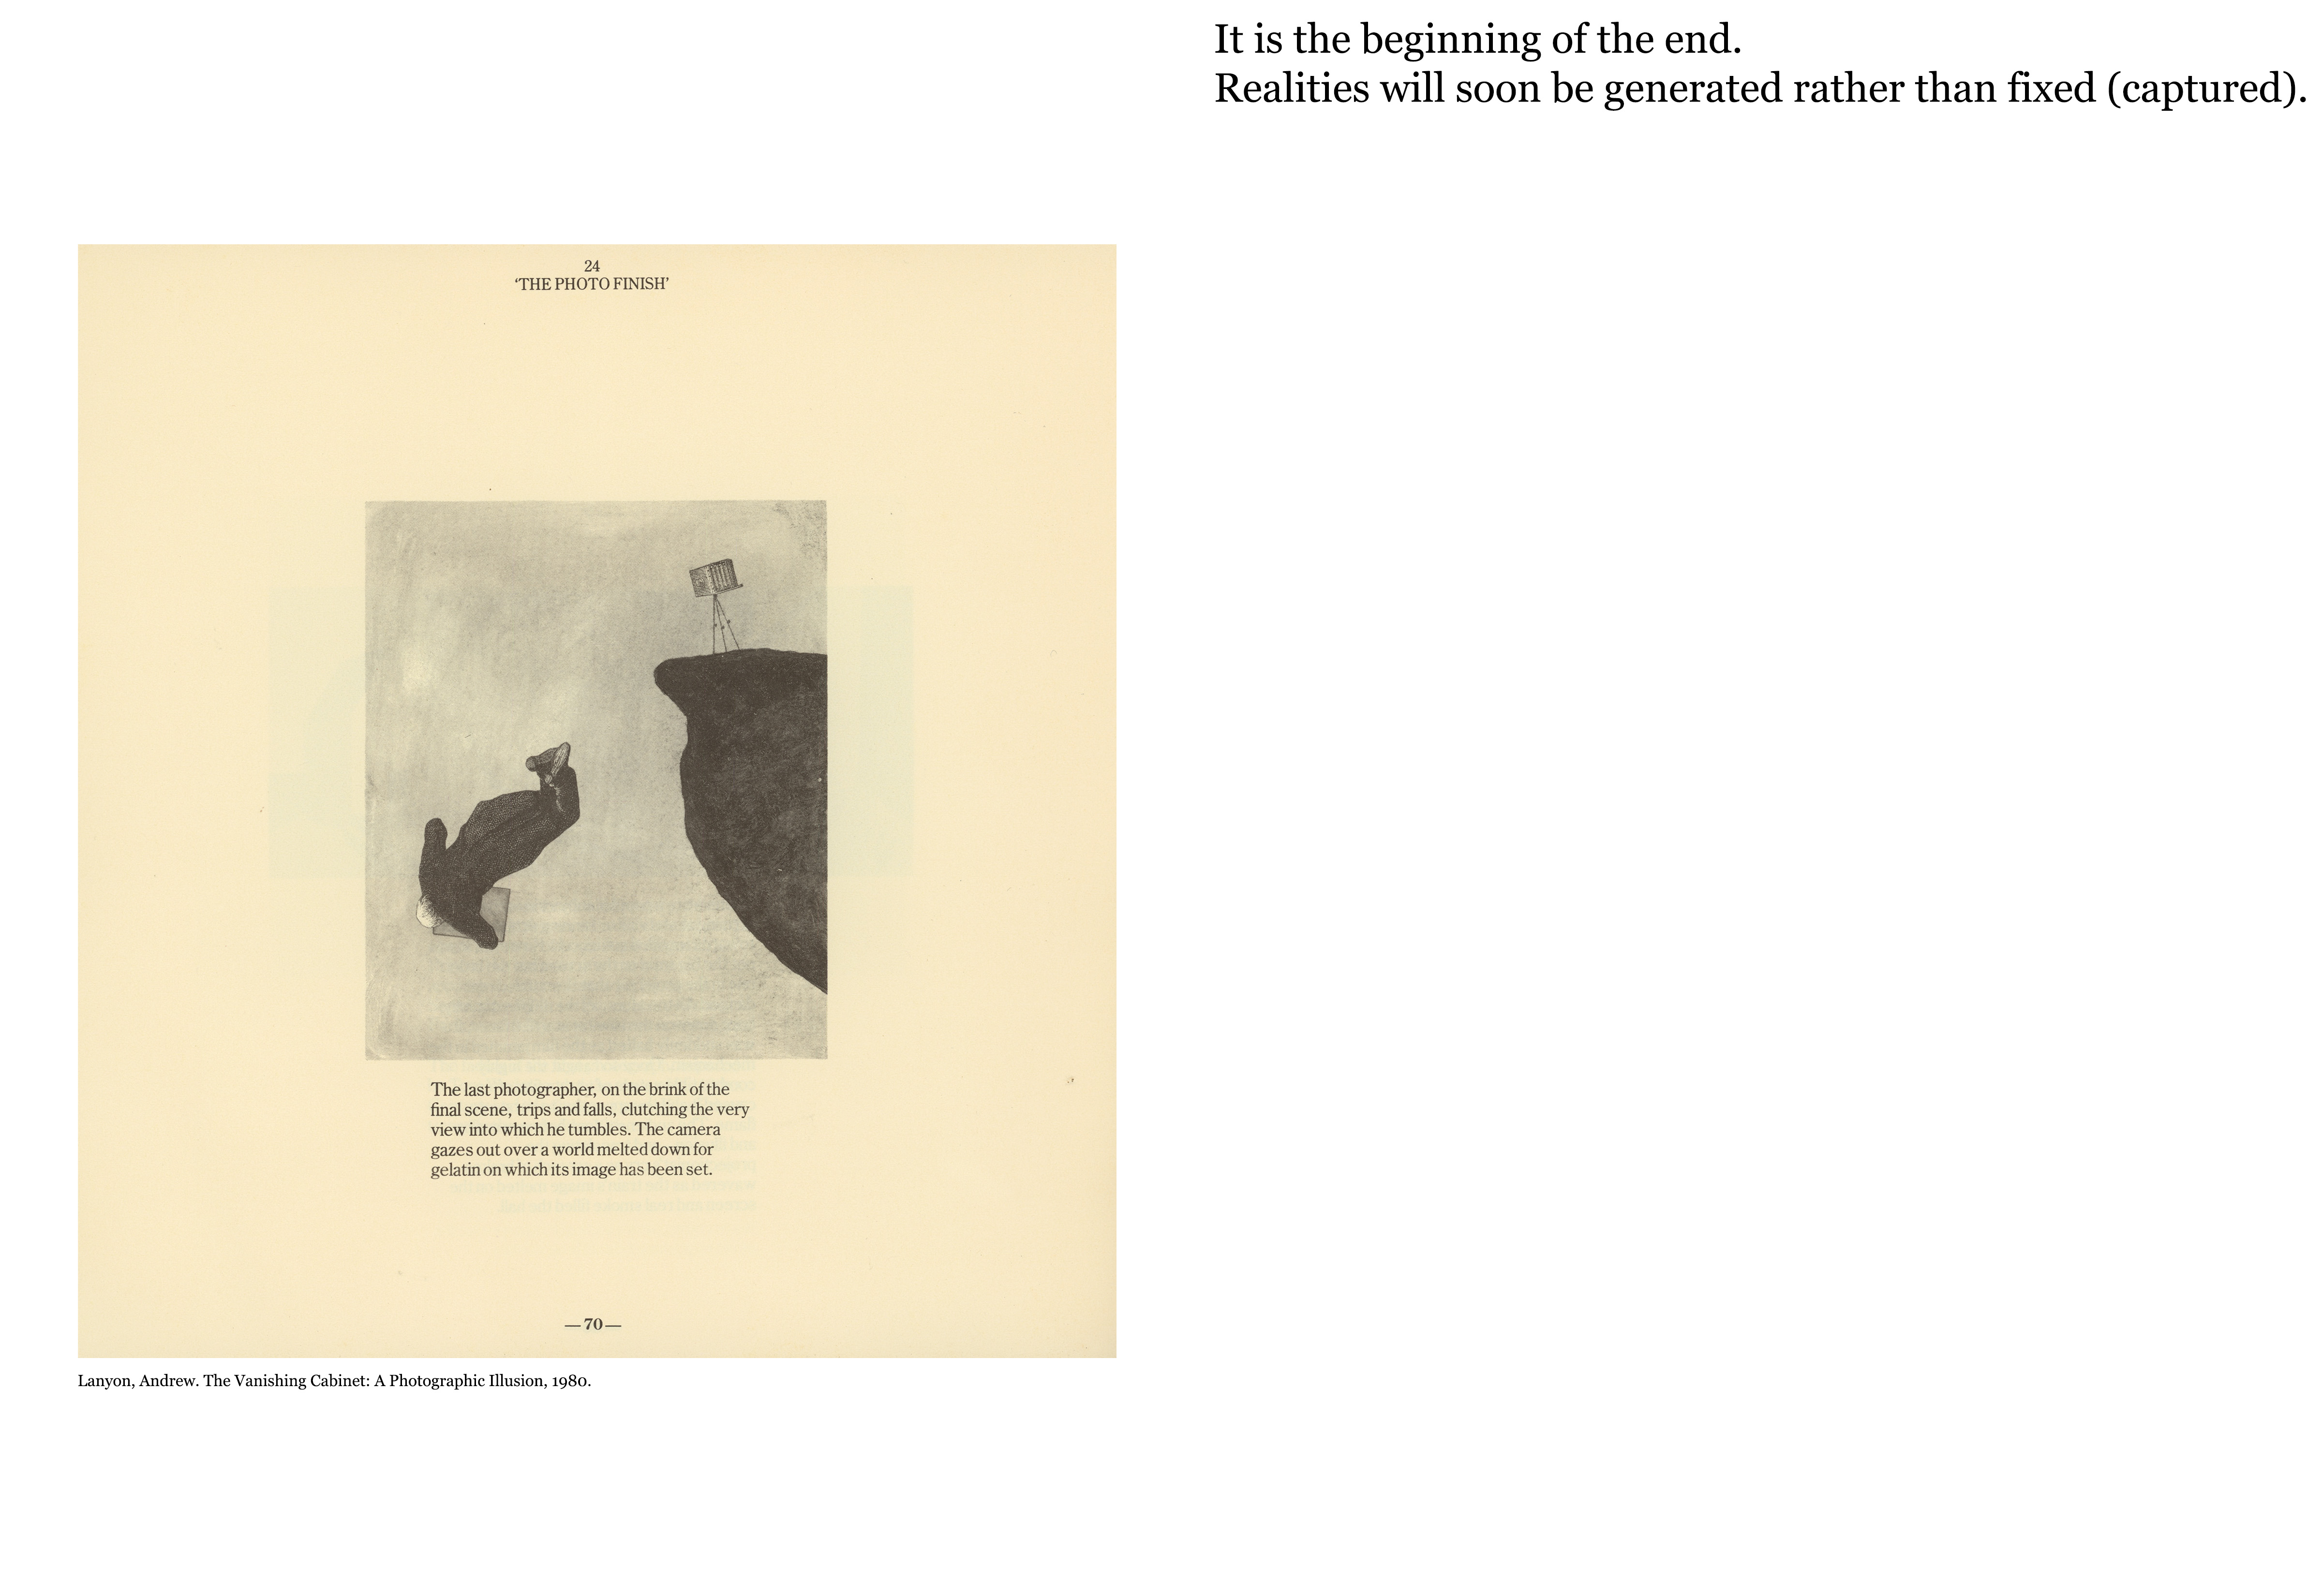 It is the beginning of the end.
Realities will soon be generated rather than fixed (captured).
24
‘THE PHOTO FINISH’
The last photographer, on the brink of the
final scene, trips and falls, clutching the very
view into which he tumbles. The camera
gazes out over a world melted down for
gelatin on which its image has been set.
—70—
Lanyon, Andrew. The Vanishing Cabinet: A Photographic Illusion, 1980.